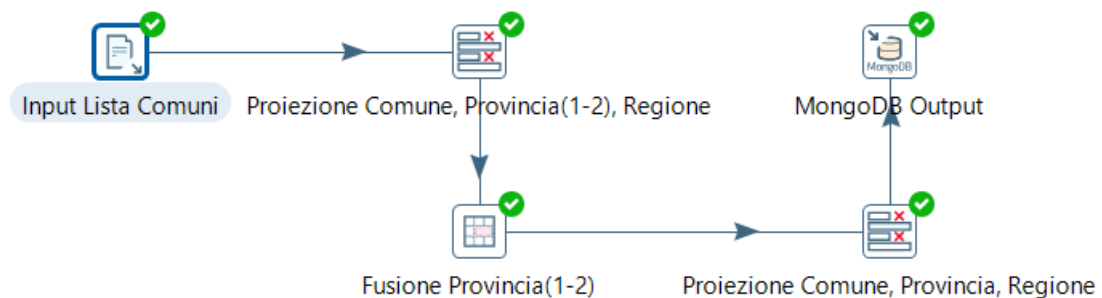 MongoDB
Input Lista Comuni
Proiezione Comune, Provincia(1-2), Regione
MongoDB Output
Fusione Provincia(1-2)
Proiezione Comune, Provincia, Regione